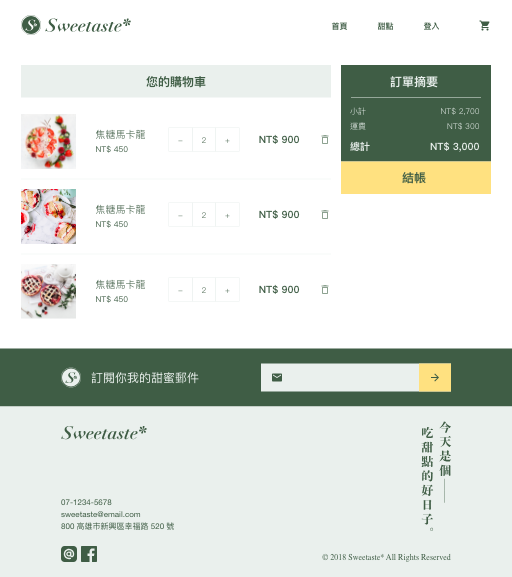 S Sweetaste*
首頁 甜點 登入
您的購物車
焦糖馬卡龍
NT$ 450
− 2 +
NT$ 900
焦糖馬卡龍
NT$ 450
− 2 +
NT$ 900
焦糖馬卡龍
NT$ 450
− 2 +
NT$ 900
訂單摘要
小計 NT$ 2,700
運費 NT$ 300
總計 NT$ 3,000
結帳
S 訂閱你我的甜蜜郵件
Sweetaste*
今天是個
吃甜點的好日子。
07-1234-5678
sweetaste@email.com
800 高雄市新興區幸福路 520 號
© 2018 Sweetaste* All Rights Reserved